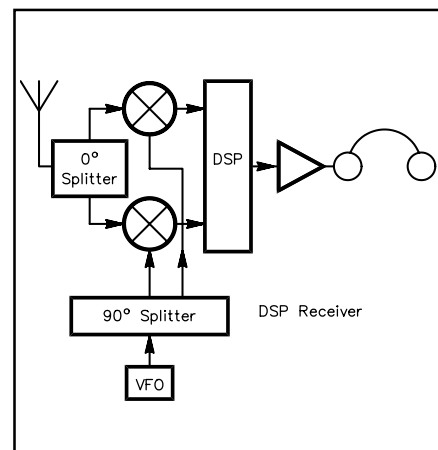 0°
Splitter
DSP
90° Splitter
DSP Receiver
VFO